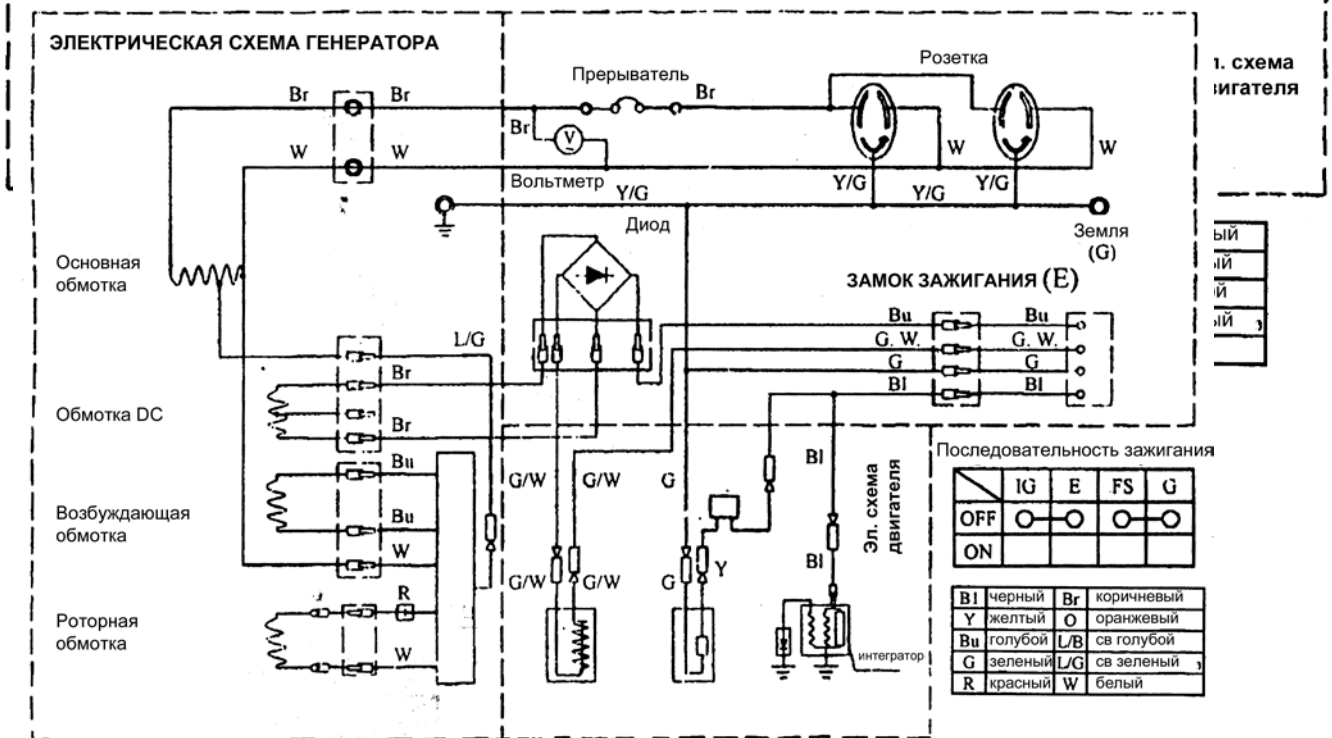 ЭЛЕКТРИЧЕСКАЯ СХЕМА ГЕНЕРАТОРА
Розетка
схема
Прерыватель
Br
Br
Br
Br
V
W
W
W
W
Вольтметр
Y/G
Y/G
Y/G
Y/G
Диод
Земля
(G)
Основная
обмотка
ЗАМОК ЗАЖИГАНИЯ (E)
Bu
Bu
L/G
G. W.
G. W.
G
G
Br
Bl
Bl
Обмотка DC
Br
Последовательность зажигания
Bu
G/W
G/W
G
Bl
Эл. схема
двигателя
IG E FS G
OFF
ON
Возбуждающая
обмотка
Bu
W
G/W
G/W
G
Y
Bl
R
Роторная
обмотка
W
интегратор
Bl черный Br коричневый
Y желтый O оранжевый
Bu голубой L/B св голубой
G зеленый L/G св зеленый
R красный W белый